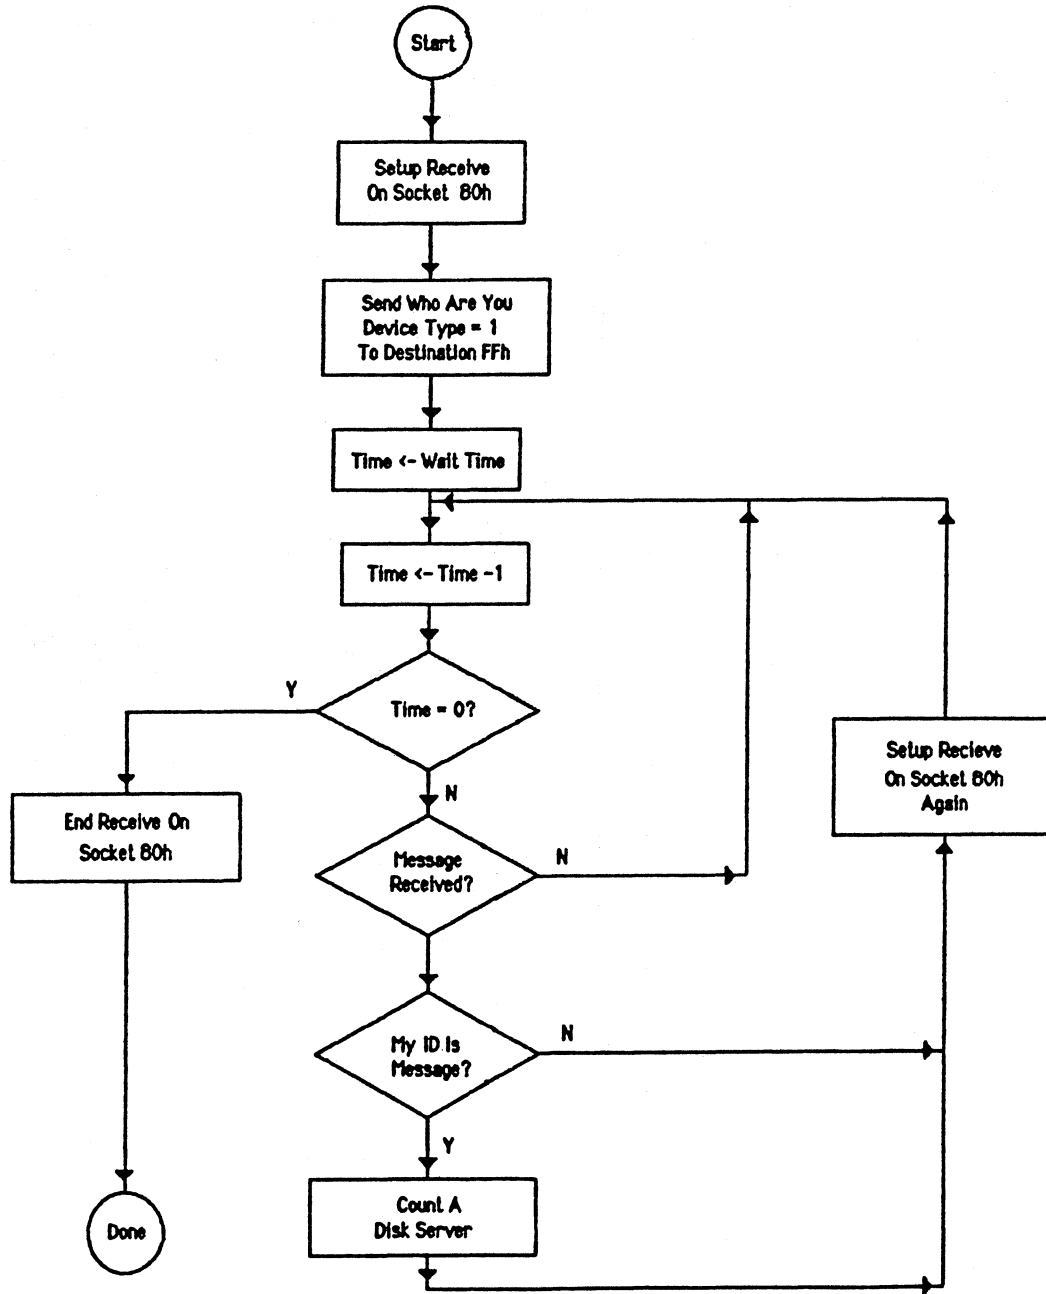 Start
Setup Receive
On Socket 80h
Send Who Are You
Device Type = 1
To Destination FFh
Time <- Wait Time
Time <- Time -1
Y
Time = 0?
N
Setup Recieve
On Socket 80h
Again
End Receive On
Socket 80h
Message
Received?
N
My ID Is
Message?
N
Y
Count A
Disk Server
Done